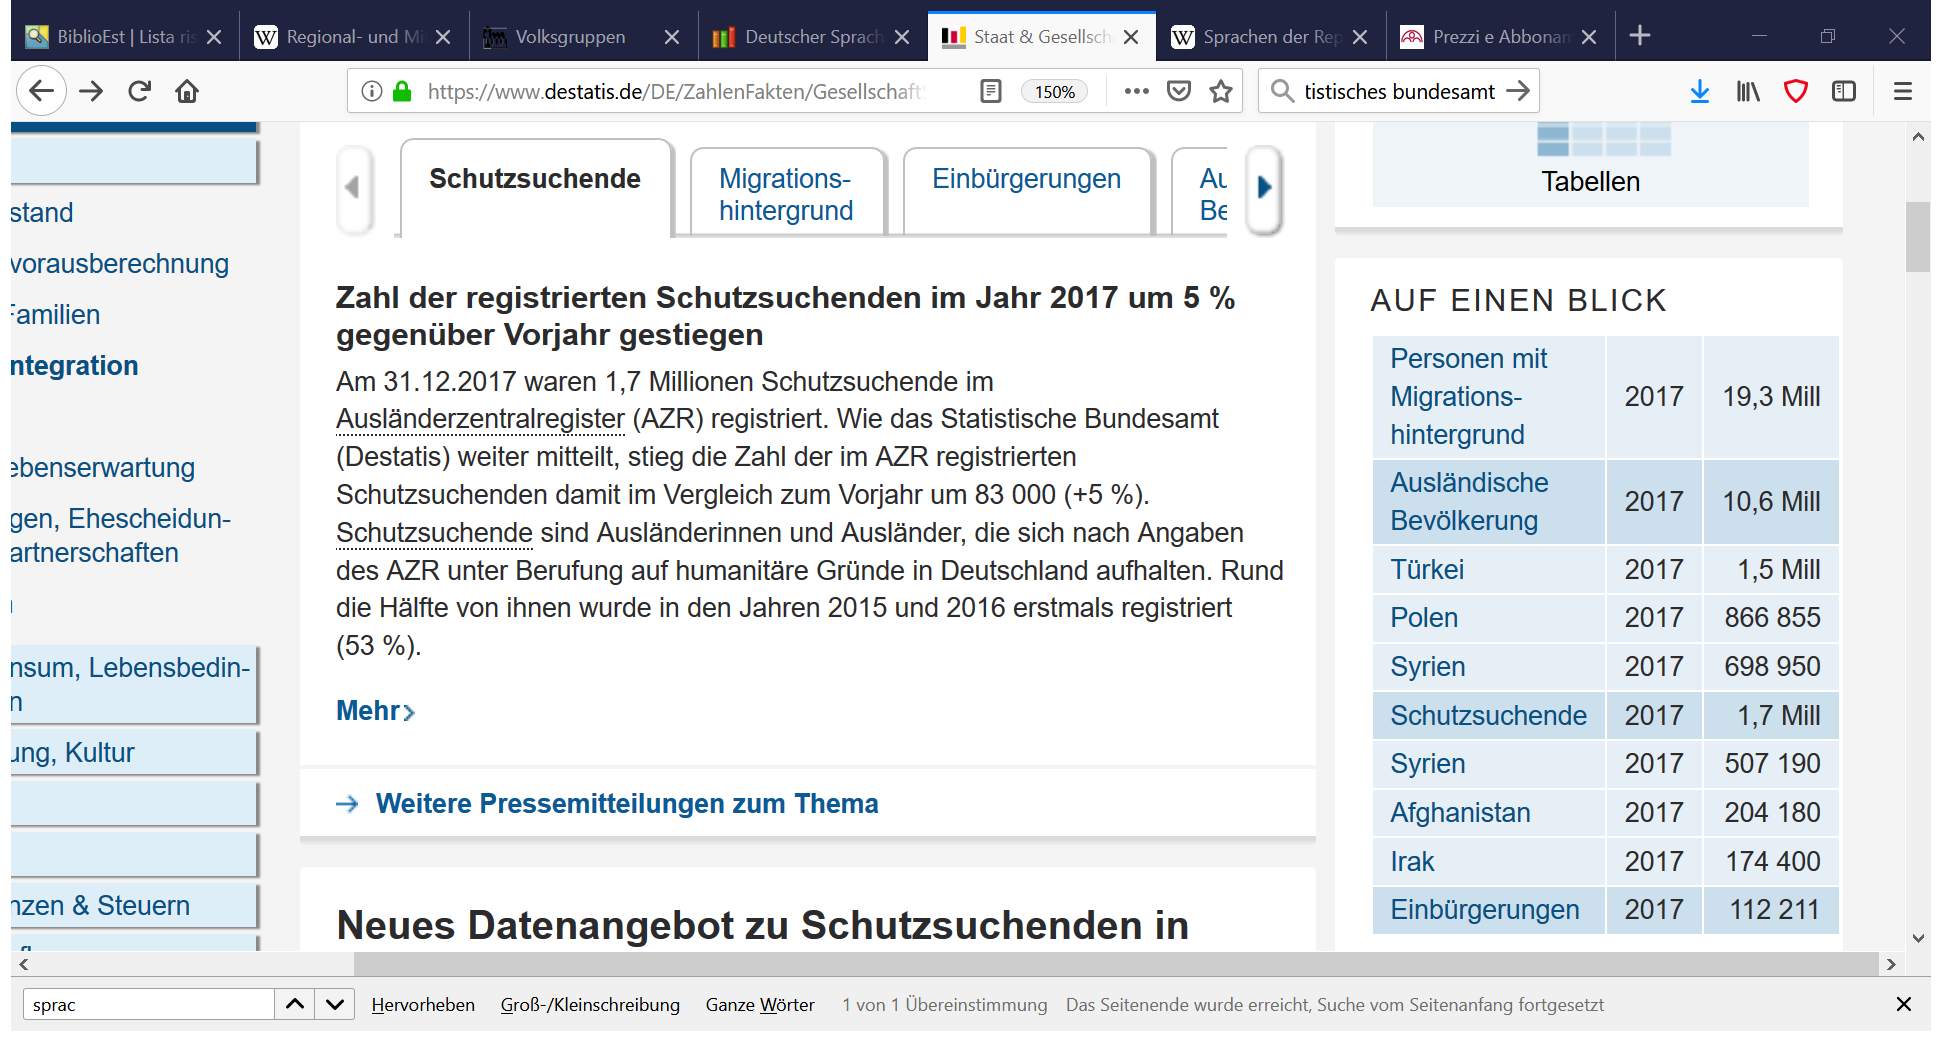 BiblioEst | Lista ris
Regional- und Mi
Volksgruppen
Deutscher Sprach
Staat & Gesellsch
Sprachen der Rep
Prezzi e Abbonam
https://www.destatis.de/DE/ZahlenFakten/Gesellschaft
150%
tistisches bundesamt
stand
vorausberechnung
Familien
ntegration
ebenserwartung
gen, Ehescheidun-
artnerschaften
nsum, Lebensbedin-
n
ung, Kultur
nzen & Steuern
Schutzsuchende
Migrations-
hintergrund
Einbürgerungen
Au
Be
Zahl der registrierten Schutzsuchenden im Jahr 2017 um 5 %
gegenüber Vorjahr gestiegen
Am 31.12.2017 waren 1,7 Millionen Schutzsuchende im
Ausländerzentralregister (AZR) registriert. Wie das Statistische Bundesamt
(Destatis) weiter mitteilt, stieg die Zahl der im AZR registrierten
Schutzsuchenden damit im Vergleich zum Vorjahr um 83 000 (+5 %).
Schutzsuchende sind Ausländerinnen und Ausländer, die sich nach Angaben
des AZR unter Berufung auf humanitäre Gründe in Deutschland aufhalten. Rund
die Hälfte von ihnen wurde in den Jahren 2015 und 2016 erstmals registriert
(53 %).
Mehr
Weitere Pressemitteilungen zum Thema
Neues Datenangebot zu Schutzsuchenden in
Tabellen
AUF EINEN BLICK
Personen mit
Migrations-
hintergrund 2017 19,3 Mill
Ausländische
Bevölkerung 2017 10,6 Mill
Türkei 2017 1,5 Mill
Polen 2017 866 855
Syrien 2017 698 950
Schutzsuchende 2017 1,7 Mill
Syrien 2017 507 190
Afghanistan 2017 204 180
Irak 2017 174 400
Einbürgerungen 2017 112 211
sprac
Hervorheben Groß-/Kleinschreibung Ganze Wörter 1 von 1 Übereinstimmung Das Seitenende wurde erreicht, Suche vom Seitenanfang fortgesetzt